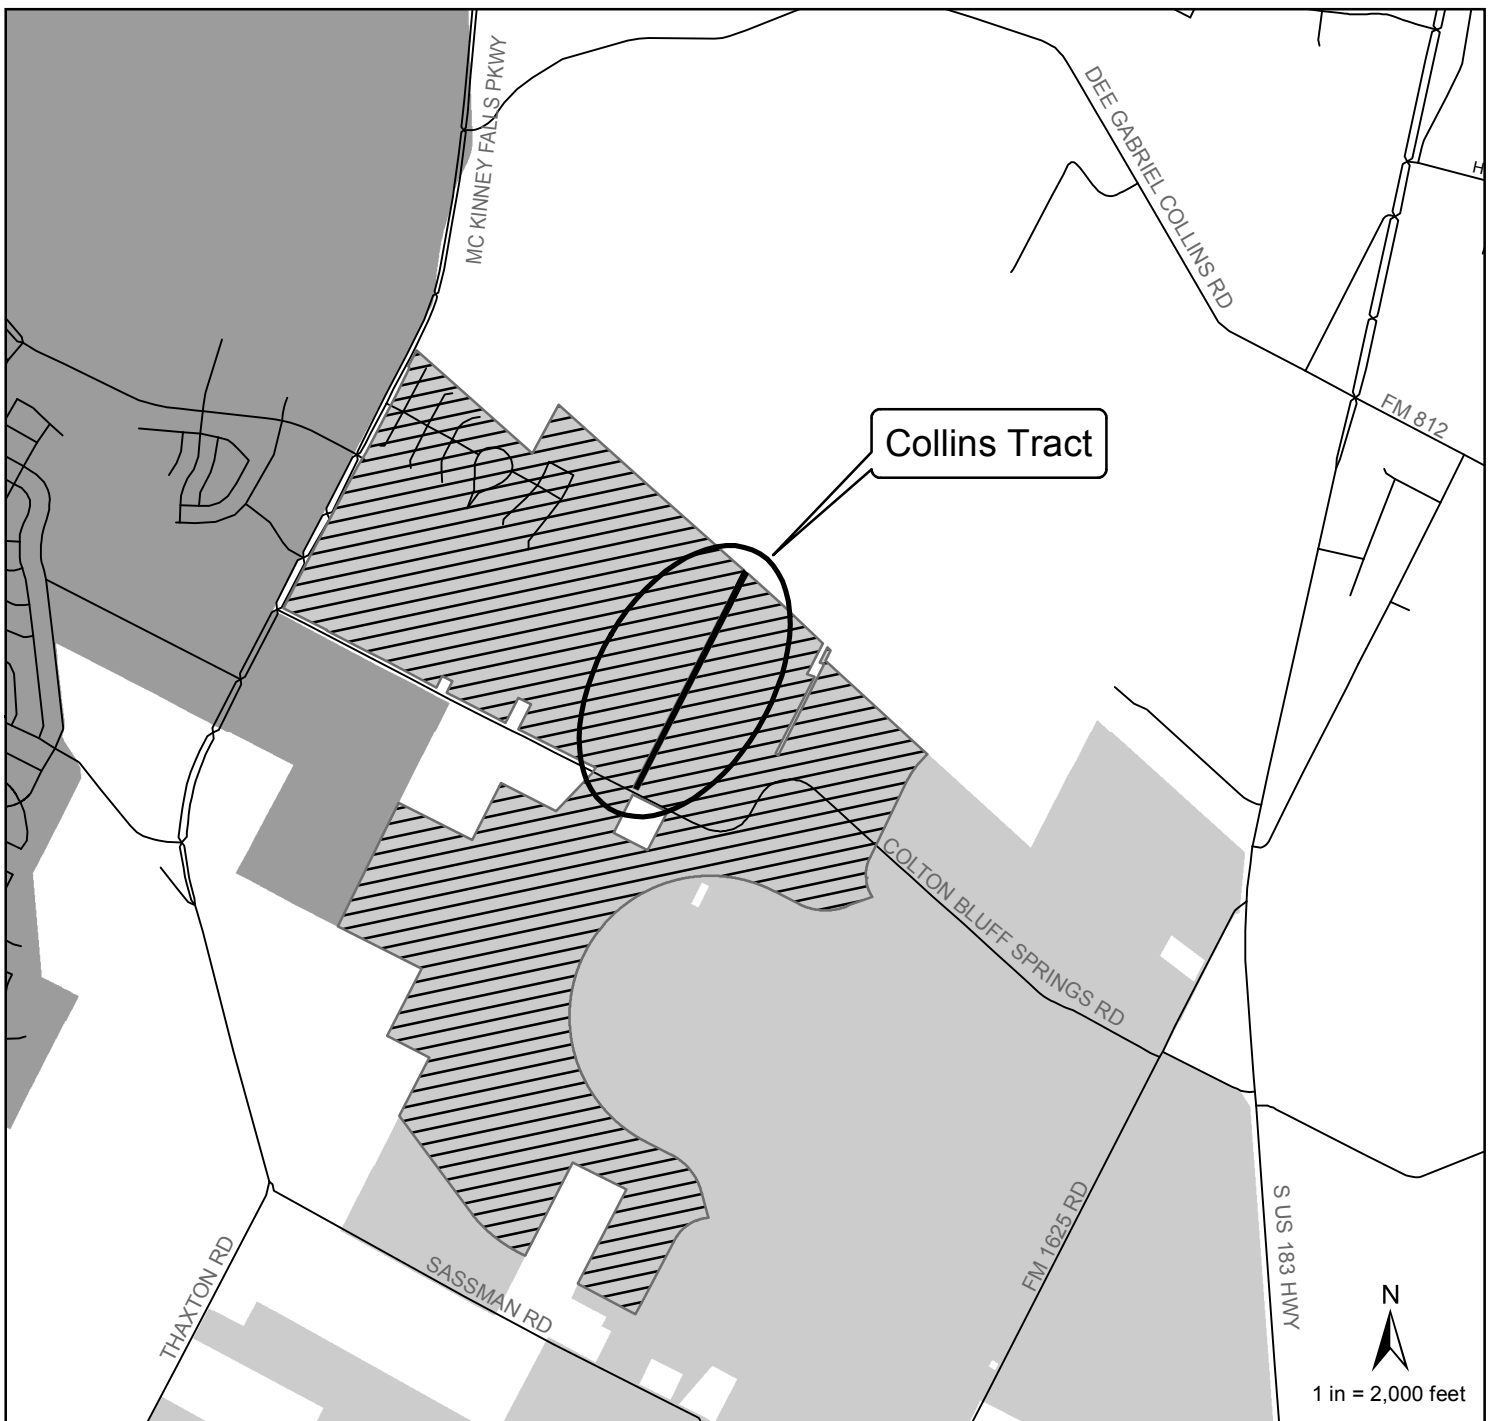 MC KINNEY FALLS PKWY
DEE GABRIEL COLLINS RD
H
FM 812
Collins Tract
COLTON BLUFF SPRINGS RD
FM 1625 RD
S US 183 HWY
THAXTON RD
SASSMAN RD
N
1 in = 2,000 feet